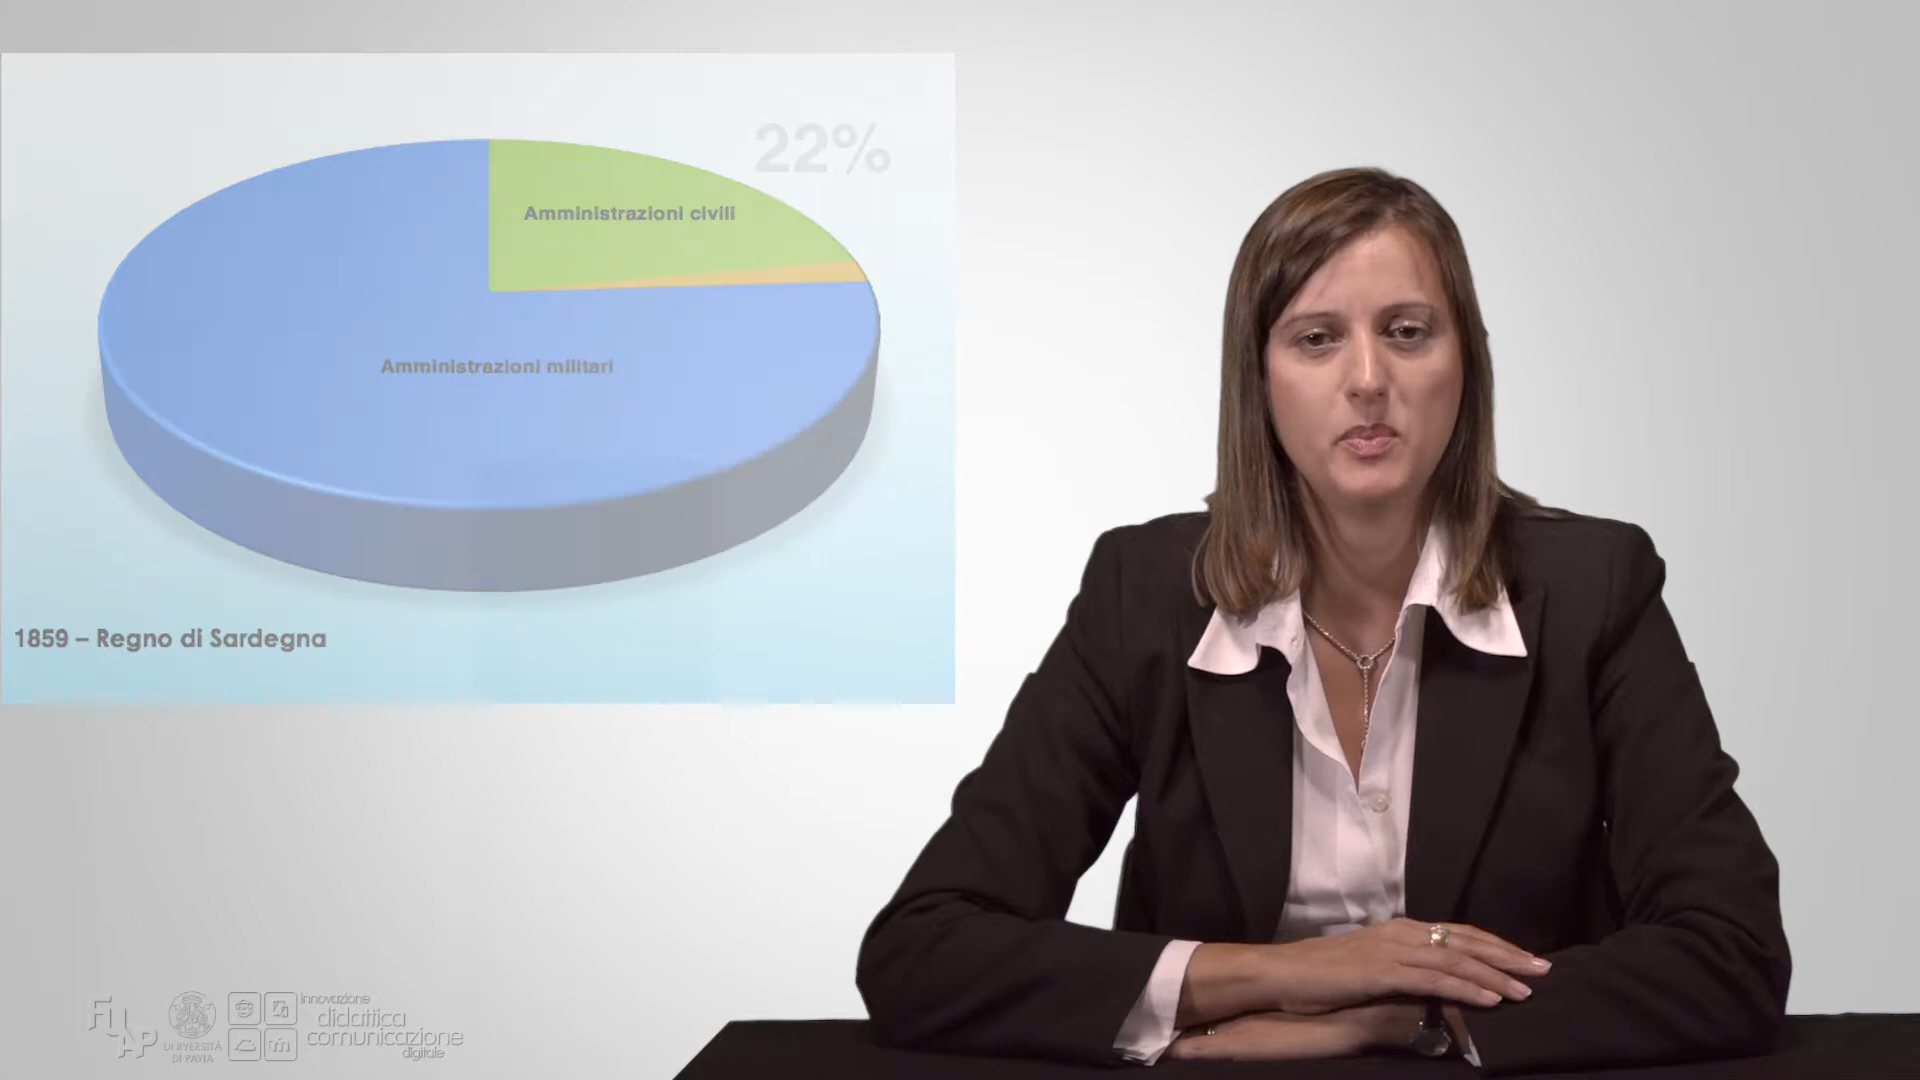 22%
Amministrazioni civili
Amministrazioni militari
1859 – Regno di Sardegna
UNIVERSITÀ
DI PAVIA
innovazione
didattica
comunicazione
digitale